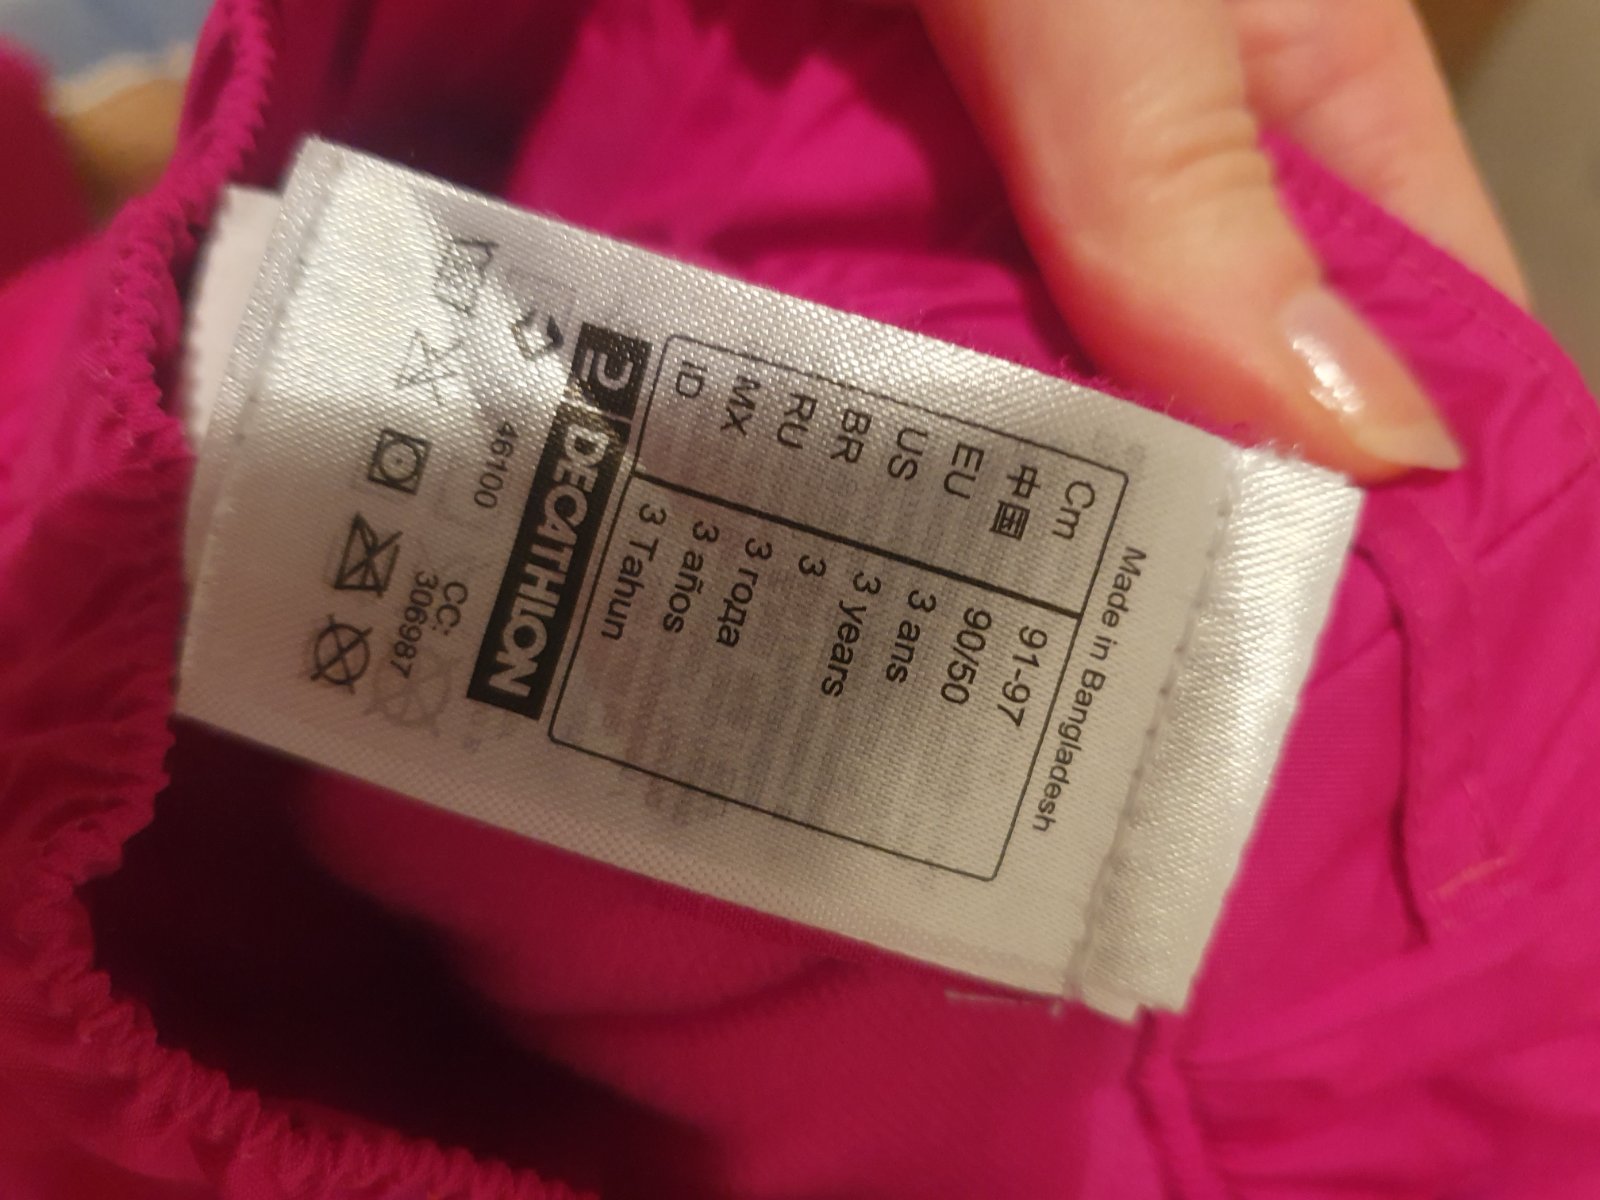 Made in Bangladesh
Cm 91-97
中国 90/50
EU 3 ans
US 3 years
BR 3
RU 3 года
MX 3 años
ID 3 Tahun
DECATHLON
46100
CC:
306987